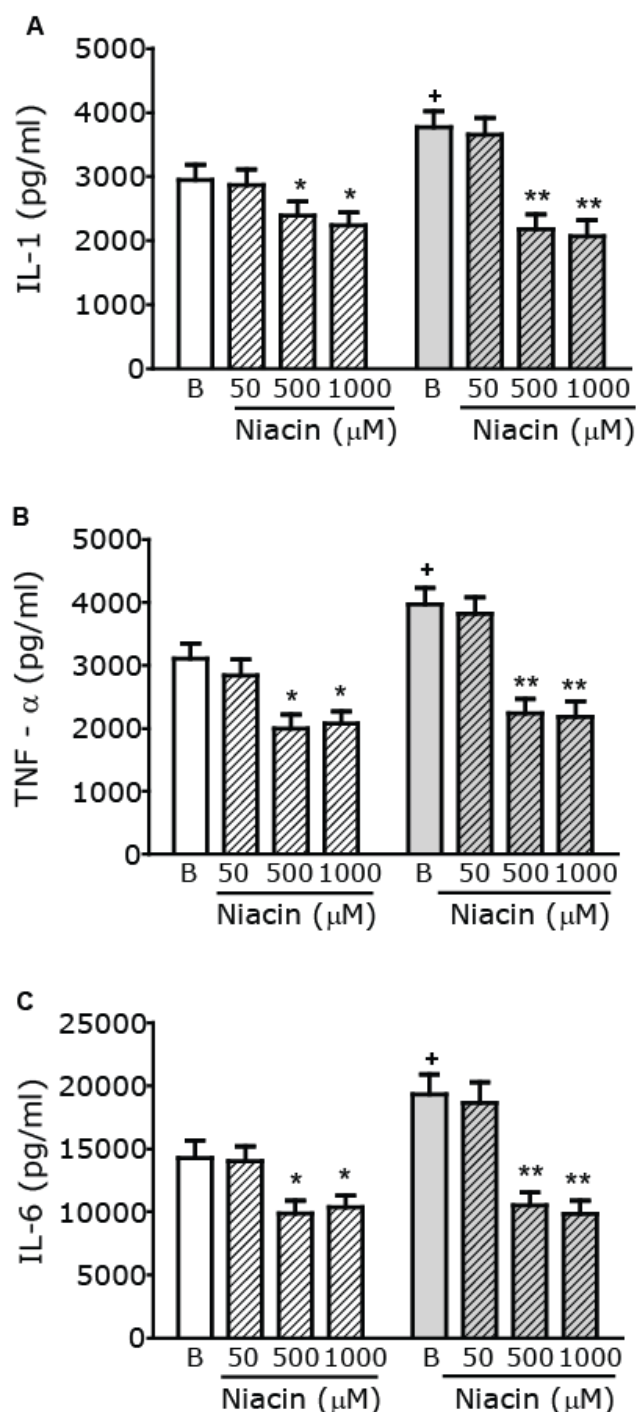 A
5000
4000
3000
2000
1000
0
IL-1 (pg/ml)
* * + ** **
B 50 500 1000 B 50 500 1000
Niacin (μM) Niacin (μM)
B
5000
4000
3000
2000
1000
0
TNF - α (pg/ml)
* * + ** **
B 50 500 1000 B 50 500 1000
Niacin (μM) Niacin (μM)
C
25000
20000
15000
10000
5000
0
IL-6 (pg/ml)
* * + ** **
B 50 500 1000 B 50 500 1000
Niacin (μM) Niacin (μM)